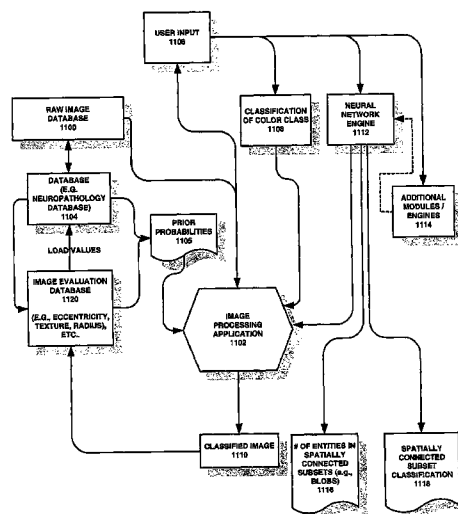 USER INPUT
1106
RAW IMAGE
DATABASE
1100
CLASSIFICATION
OF COLOR CLASS
1108
NEURAL
NETWORK
ENGINE
1112
DATABASE
(E.G.
NEUROPATHOLOGY
DATABASE)
1104
PRIOR
PROBABILITIES
1105
ADDITIONAL
MODULES /
ENGINES
1114
LOAD VALUES
IMAGE EVALUATION
DATABASE
1120
(E.G., ECCENTRICITY,
TEXTURE, RADIUS),
ETC..
IMAGE
PROCESSING
APPLICATION
1102
CLASSIFIED IMAGE
1110
# OF ENTITIES IN
SPATIALLY
CONNECTED
SUBSETS (e.g.,
BLOBS)
1116
SPATIALLY
CONNECTED
SUBSET
CLASSIFICATION
1118